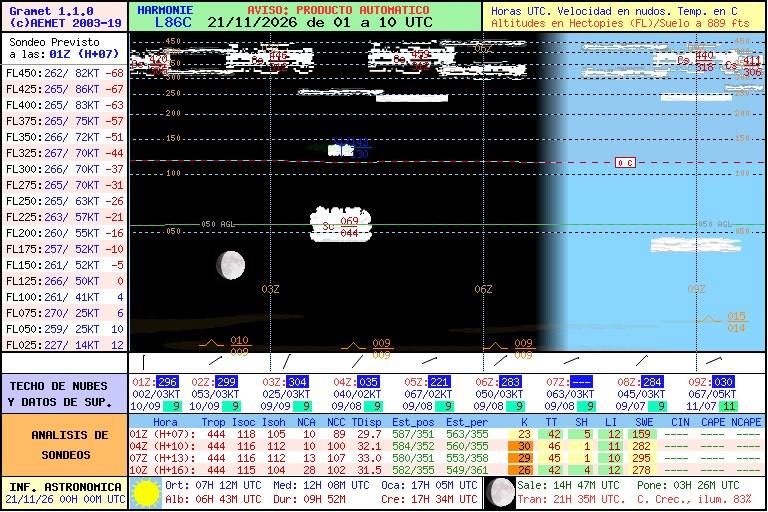 Gramet 1.1.0
(c)AEMET 2003-19
HARMONIE
L86C
AVISO: PRODUCTO AUTOMATICO
21/11/2026 de 01 a 10 UTC
Horas UTC. Velocidad en nudos. Temp. en C
Altitudes en Hectopies (FL)/Suelo a 889 fts
Sondeo Previsto
a las: 01Z (H+07)
FL450: 262/ 82KT -68
FL425: 265/ 86KT -67
FL400: 265/ 83KT -63
FL375: 265/ 75KT -57
FL350: 266/ 72KT -51
FL325: 267/ 70KT -44
FL300: 266/ 70KT -37
FL275: 265/ 70KT -31
FL250: 265/ 63KT -26
FL225: 263/ 57KT -21
FL200: 260/ 55KT -16
FL175: 257/ 52KT -10
FL150: 261/ 52KT -5
FL125: 266/ 50KT 0
FL100: 261/ 41KT 4
FL075: 270/ 25KT 6
FL050: 259/ 25KT 10
FL025: 227/ 14KT 12
250 250
200 200
150 150
100 100
050 AGL 050 AGL
050 050
0 C
Sc 069
044
03Z 06Z 09Z
010
009
009
009
009
009
015
014
TECHO DE NUBES
Y DATOS DE SUP.
01Z: 296 02Z: 299 03Z: 304 04Z: 035 05Z: 221 06Z: 283 07Z: --- 08Z: 284 09Z: 030
002/03KT 053/03KT 025/03KT 040/02KT 067/02KT 050/03KT 063/03KT 045/03KT 067/05KT
10/09 9 10/09 9 09/08 9 09/08 9 09/08 9 09/08 9 09/08 9 09/07 9 11/07 11
ANALISIS DE
SONDEOS
Hora Trop Isoc Isoh NCA NCC TDisp Est_pos Est_per K TT SH LI SWE CIN CAPE NCAPE
01Z (H+07): 444 118 105 10 89 29.7 587/351 563/355 23 42 5 12 159 ---- ---- ----
04Z (H+10): 444 116 112 10 100 32.1 584/352 560/355 30 46 1 11 282 ---- ---- ----
07Z (H+13): 444 116 112 13 107 33.0 580/351 553/358 29 45 5 11 295 ---- ---- ----
10Z (H+16): 444 115 104 28 102 31.5 582/355 549/361 26 42 4 12 278 ---- ---- ----
INF. ASTRONOMICA
21/11/26 00H 00M UTC
Ort: 07H 12M UTC Med: 12H 08M UTC Oca: 17H 05M UTC
Alb: 06H 43M UTC Dur: 09H 52M Cre: 17H 34M UTC
Sale: 14H 47M UTC Pone: 03H 26M UTC
Tran: 21H 35M UTC. C. Crec., ilum. 83%